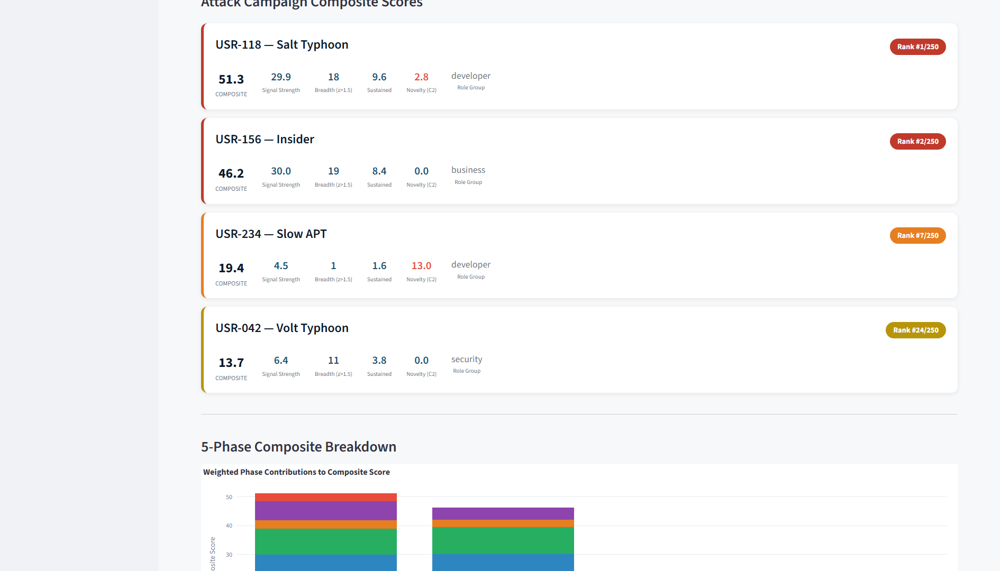 Attack Campaign Composite Scores
USR-118 — Salt Typhoon
Rank #1/250
51.3 29.9 18 9.6 2.8 developer
COMPOSITE Signal Strength Breadth (z>1.5) Sustained Novelty (C2) Role Group
USR-156 — Insider
Rank #2/250
46.2 30.0 19 8.4 0.0 business
COMPOSITE Signal Strength Breadth (z>1.5) Sustained Novelty (C2) Role Group
USR-234 — Slow APT
Rank #7/250
19.4 4.5 1 1.6 13.0 developer
COMPOSITE Signal Strength Breadth (z>1.5) Sustained Novelty (C2) Role Group
USR-042 — Volt Typhoon
Rank #24/250
13.7 6.4 11 3.8 0.0 security
COMPOSITE Signal Strength Breadth (z>1.5) Sustained Novelty (C2) Role Group
5-Phase Composite Breakdown
Weighted Phase Contributions to Composite Score
50
40
30
osite Score